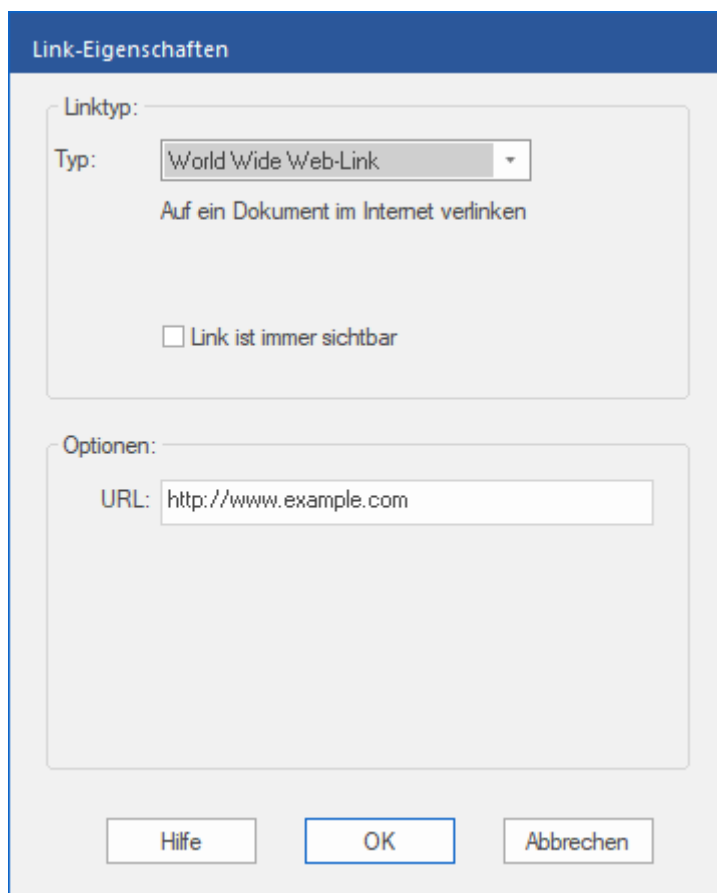 Link-Eigenschaften
Linktyp:
Typ: World Wide Web-Link
Auf ein Dokument im Internet verlinken
Link ist immer sichtbar
Optionen:
URL: http://www.example.com
Hilfe OK Abbrechen